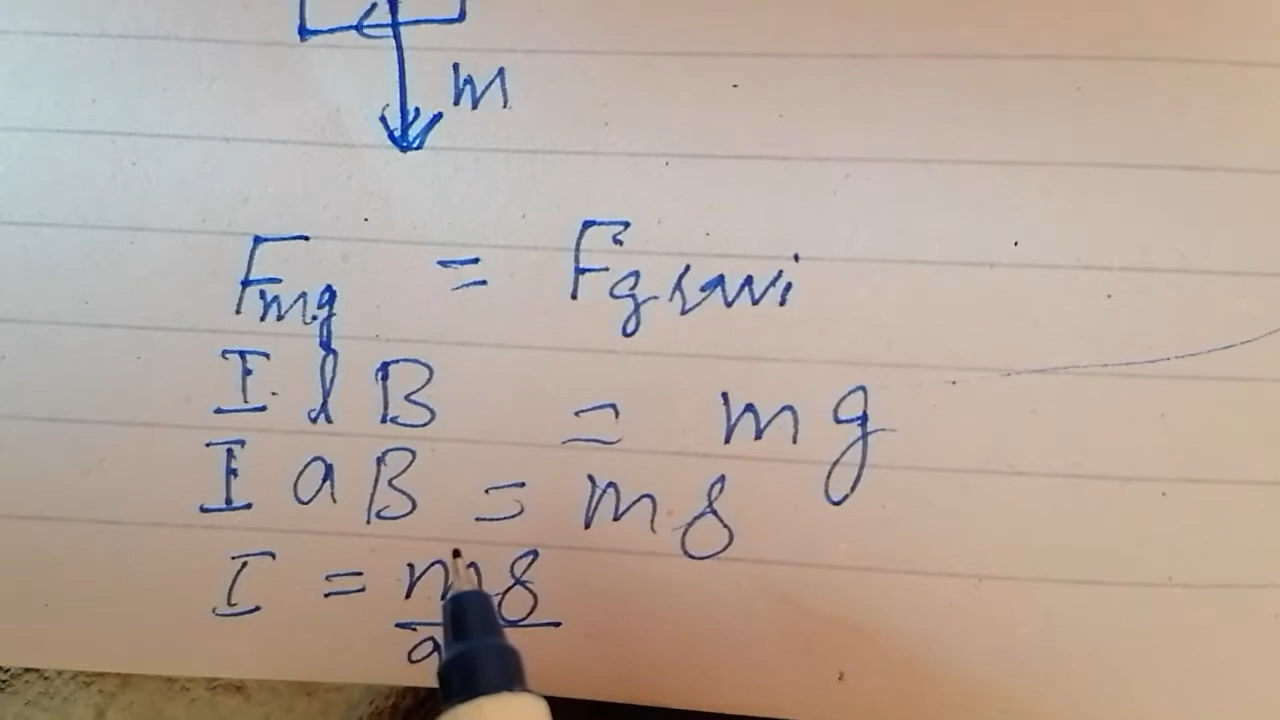 m
Fmg = Fgravi
I l B = mg
I a B = mg
I = mg
a